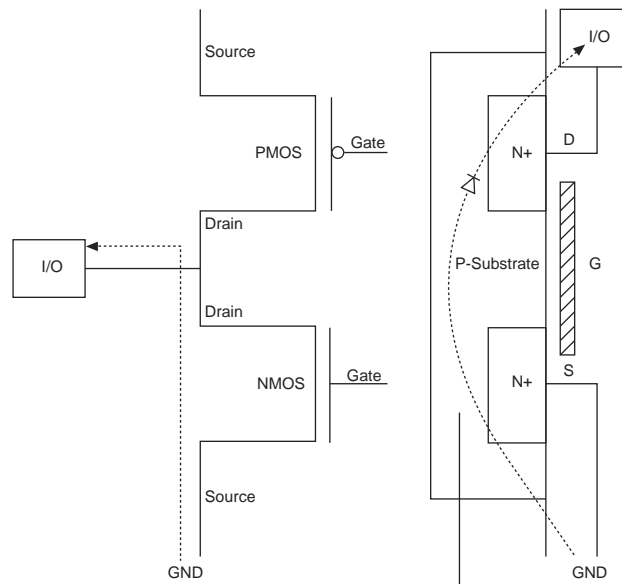 Source
PMOS
Gate
Drain
I/O
Drain
NMOS
Gate
Source
GND
I/O
N+
D
P-Substrate
G
N+
S
GND